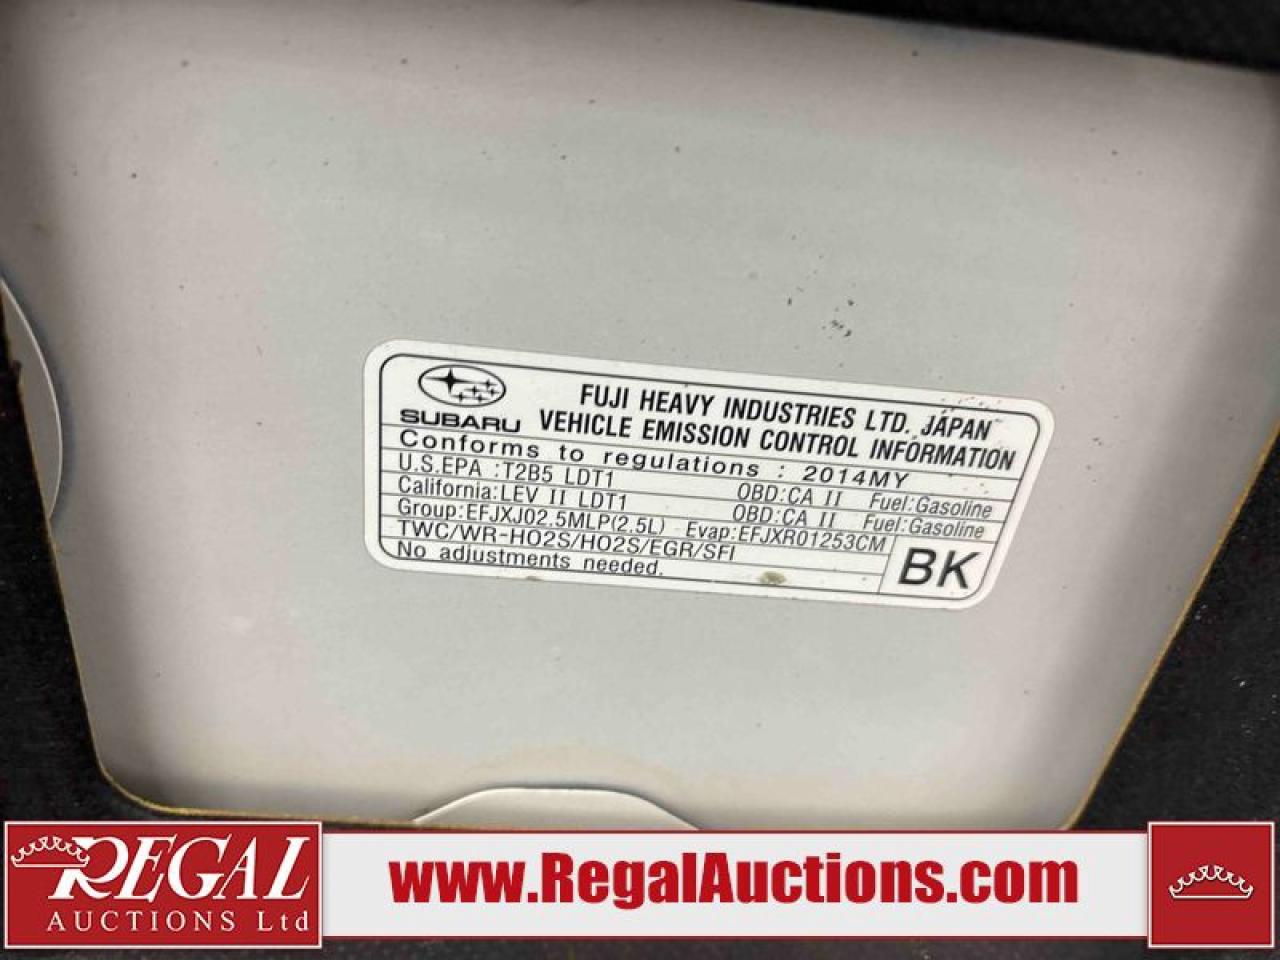 SUBARU
FUJI HEAVY INDUSTRIES LTD. JAPAN
VEHICLE EMISSION CONTROL INFORMATION
Conforms to regulations : 2014MY
U.S.EPA :T2B5 LDT1 OBD:CA II Fuel:Gasoline
California:LEV II LDT1 OBD:CA II Fuel:Gasoline
Group:EFJXJ02.5MLP(2.5L) Evap:EFJXR01253CM
TWC/WR-HO2S/HO2S/EGR/SFI
No adjustments needed.
BK
REGAL
AUCTIONS Ltd
www.RegalAuctions.com